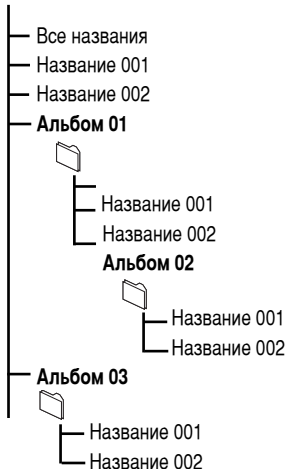 Все названия
Название 001
Название 002
Альбом 01
Название 001
Название 002
Альбом 02
Название 001
Название 002
Альбом 03
Название 001
Название 002